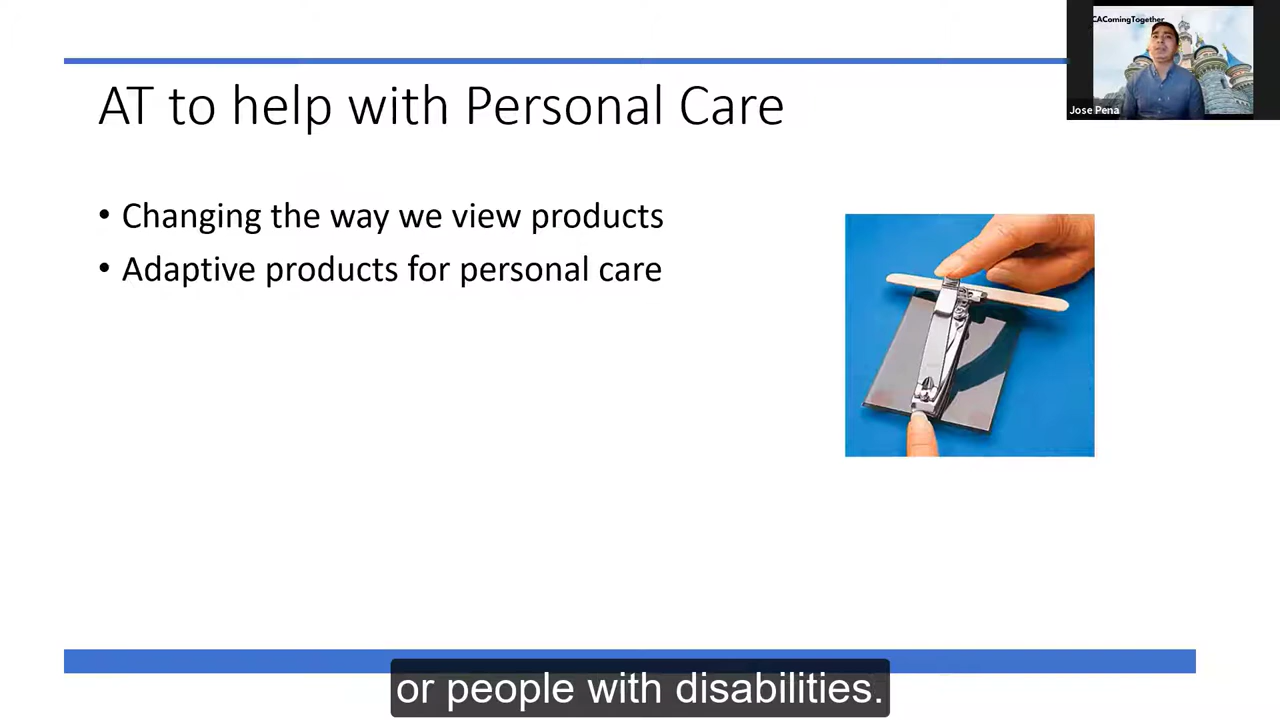 CAComingTogether
Jose Pena
AT to help with Personal Care
• Changing the way we view products
• Adaptive products for personal care
or people with disabilities.